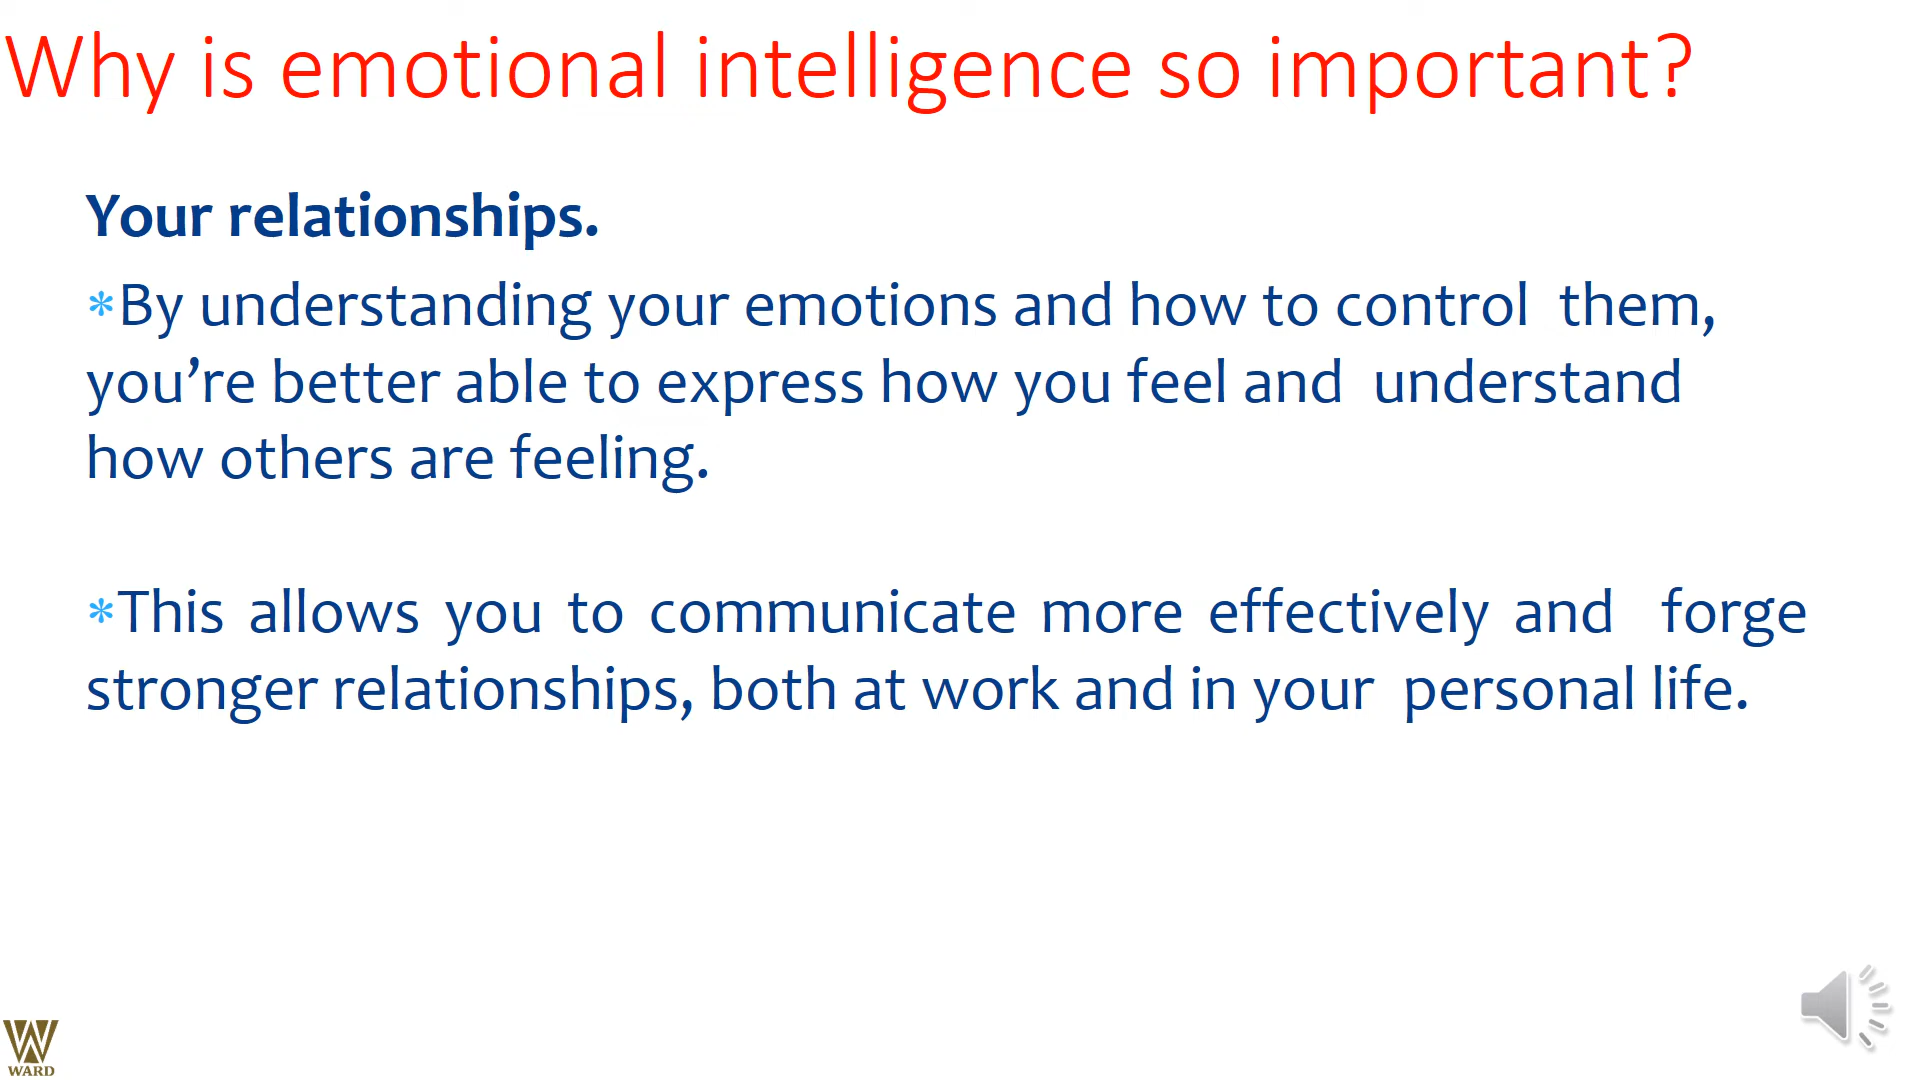 Why is emotional intelligence so important?
Your relationships.
*By understanding your emotions and how to control them,
you’re better able to express how you feel and understand
how others are feeling.
*This allows you to communicate more effectively and forge
stronger relationships, both at work and in your personal life.
WARD